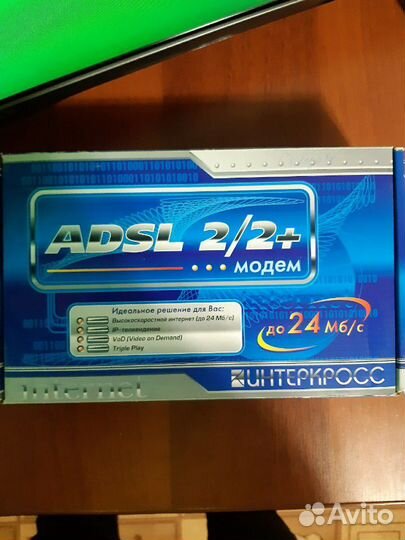 ADSL 2/2+
модем
Идеальное решение для Вас:
Высокоскоростной интернет (до 24 Мб/с)
IP-телевидение
VoD (Video on Demand)
Triple Play
до 24 Мб/с
internet
ИНТЕРКРОСС
Avito